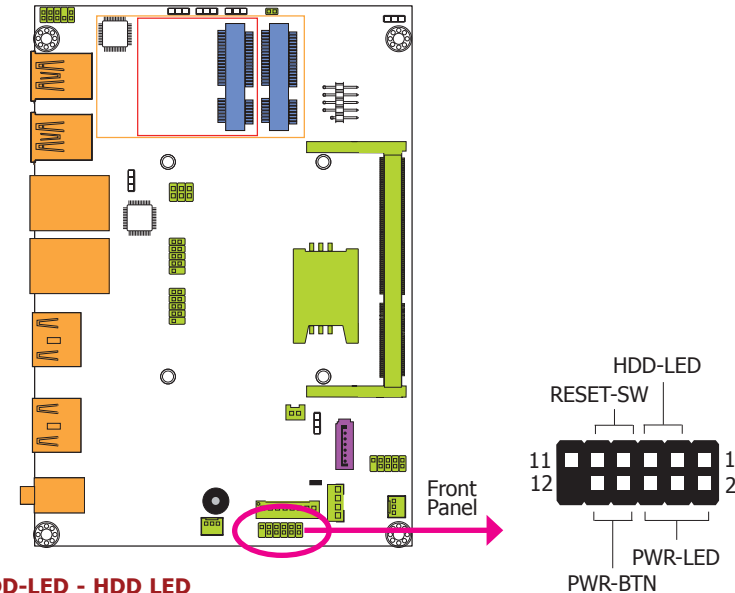 HDD-LED
RESET-SW
11
1
12
2
Front
Panel
PWR-LED
PWR-BTN
DD-LED - HDD LED